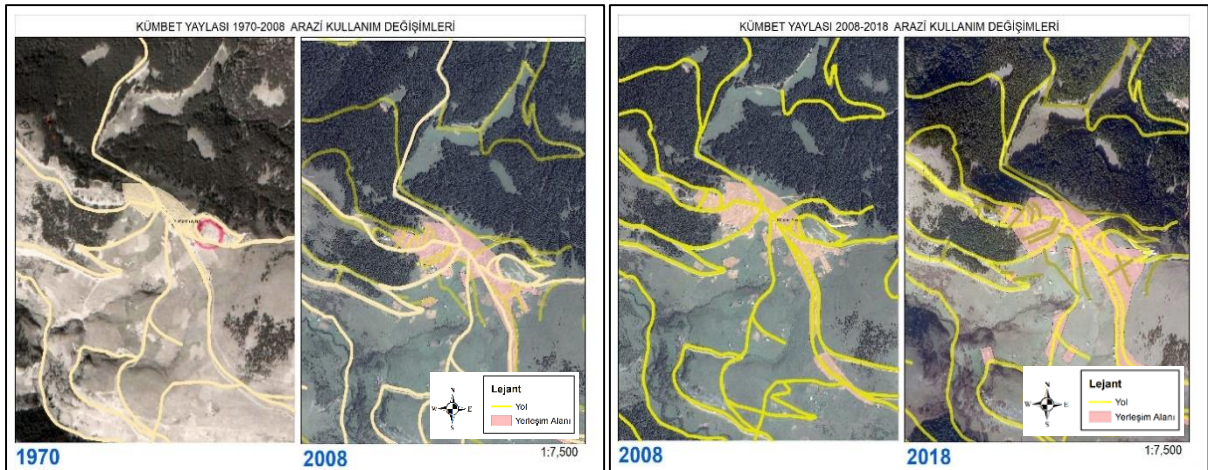 KÜMBET YAYLASI 1970-2008 ARAZİ KULLANIM DEĞİŞİMLERİ
N
W E
S
Lejant
Yol
Yerleşim Alanı
1970
2008
1:7,500
KÜMBET YAYLASI 2008-2018 ARAZİ KULLANIM DEĞİŞİMLERİ
N
W E
S
Lejant
Yol
Yerleşim Alanı
2008
2018
1:7,500